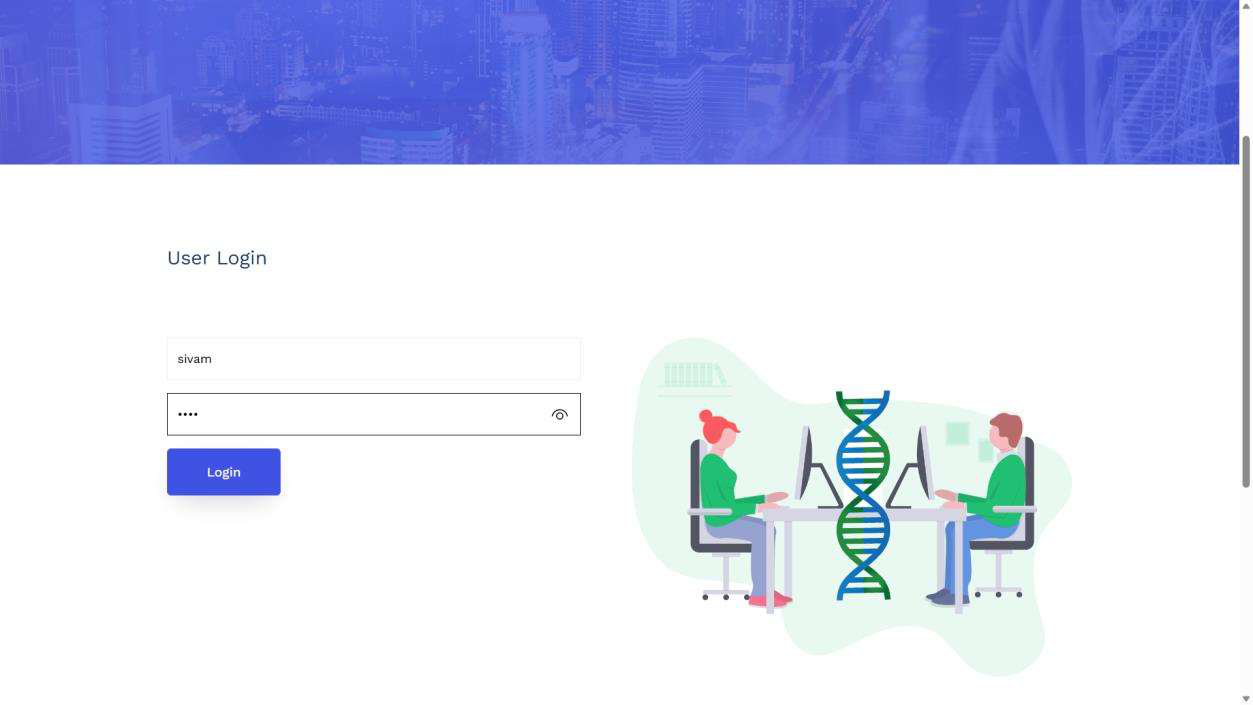 User Login
sivam
••••
Login